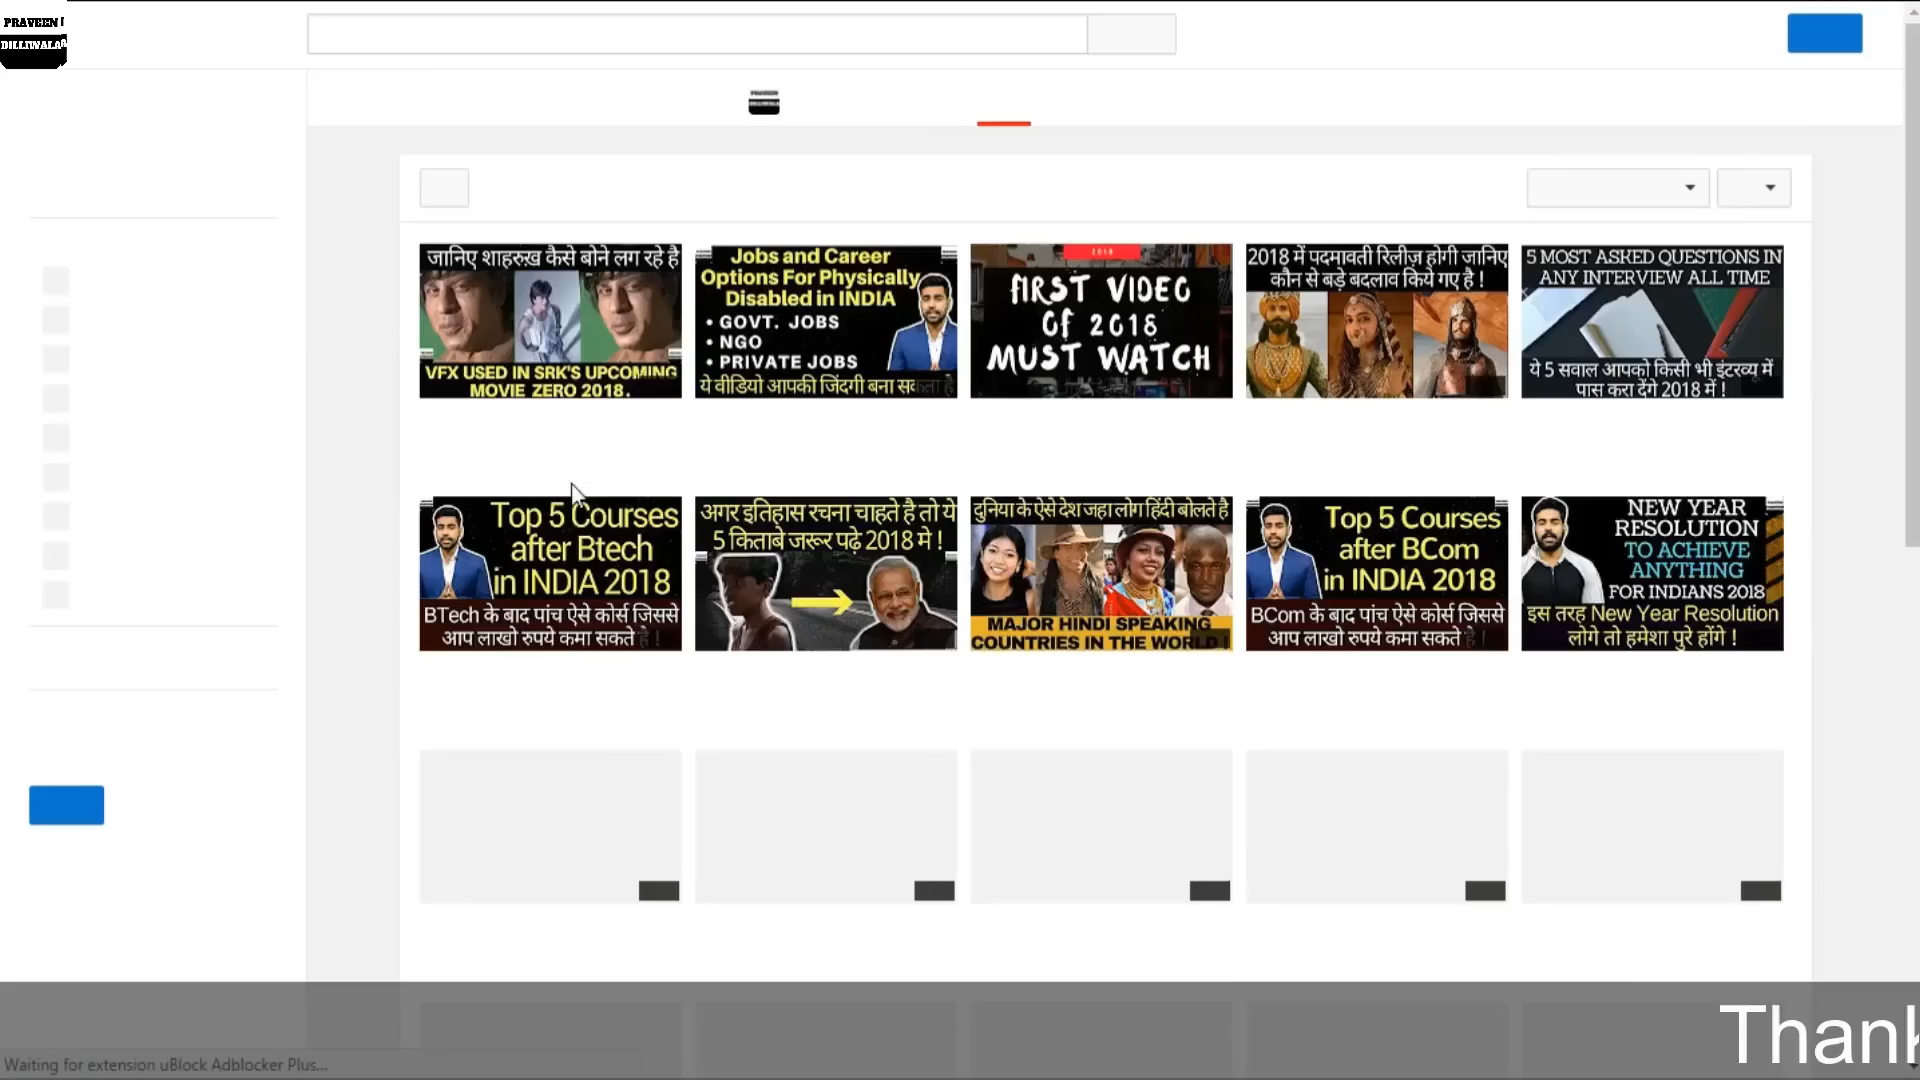 PRAVEEN
DILLIWALA
जानिए शाहरुख़ कैसे बोने लग रहे है
VFX USED IN SRK'S UPCOMING
MOVIE ZERO 2018.
Jobs and Career
Options For Physically
Disabled in INDIA
• GOVT. JOBS
• NGO
• PRIVATE JOBS
ये वीडियो आपकी जिंदगी बना सकता है
2018
FIRST VIDEO
OF 2018
MUST WATCH
2018 में पदमावती रिलीज़ होगी जानिए
कौन से बड़े बदलाव किये गए है !
5 MOST ASKED QUESTIONS IN
ANY INTERVIEW ALL TIME
ये 5 सवाल आपको किसी भी इंटरव्यू में
पास करा देंगे 2018 में !
Top 5 Courses
after Btech
in INDIA 2018
BTech के बाद पांच ऐसे कोर्स जिससे
आप लाखो रुपये कमा सकते है !
अगर इतिहास रचना चाहते है तो ये
5 किताबे जरूर पढ़े 2018 मे !
दुनिया के ऐसे देश जहा लोग हिंदी बोलते है
MAJOR HINDI SPEAKING
COUNTRIES IN THE WORLD !
Top 5 Courses
after BCom
in INDIA 2018
BCom के बाद पांच ऐसे कोर्स जिससे
आप लाखो रुपये कमा सकते है !
NEW YEAR
RESOLUTION
TO ACHIEVE
ANYTHING
FOR INDIANS 2018
इस तरह New Year Resolution
लोगे तो हमेशा पुरे होंगे !
Thank
Waiting for extension uBlock Adblocker Plus...